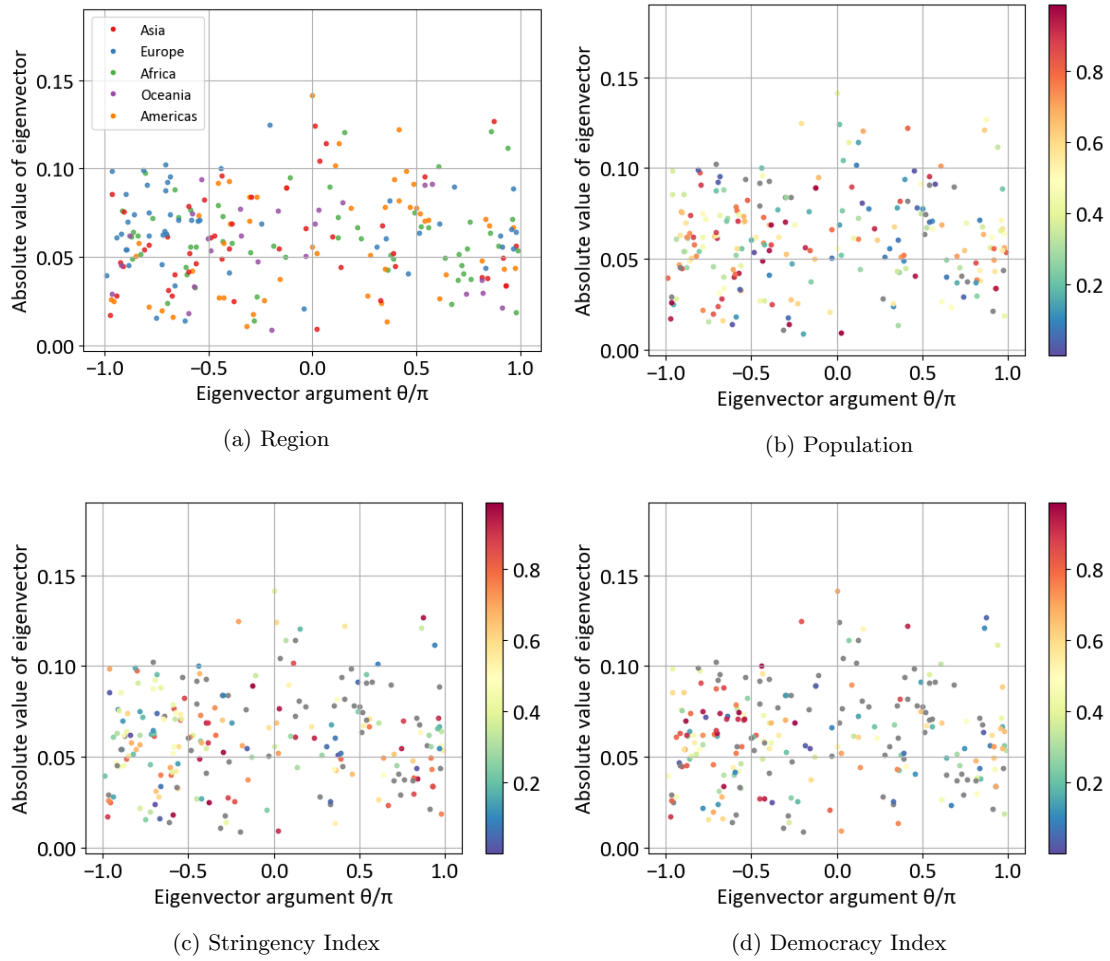 Absolute value of eigenvector
0.15
0.10
0.05
0.00
Asia
Europe
Africa
Oceania
Americas
−1.0 −0.5 0.0 0.5 1.0
Eigenvector argument θ/π
(a) Region
Absolute value of eigenvector
0.15
0.10
0.05
0.00
−1.0 −0.5 0.0 0.5 1.0
Eigenvector argument θ/π
0.8
0.6
0.4
0.2
(b) Population
Absolute value of eigenvector
0.15
0.10
0.05
0.00
−1.0 −0.5 0.0 0.5 1.0
Eigenvector argument θ/π
0.8
0.6
0.4
0.2
(c) Stringency Index
Absolute value of eigenvector
0.15
0.10
0.05
0.00
−1.0 −0.5 0.0 0.5 1.0
Eigenvector argument θ/π
0.8
0.6
0.4
0.2
(d) Democracy Index